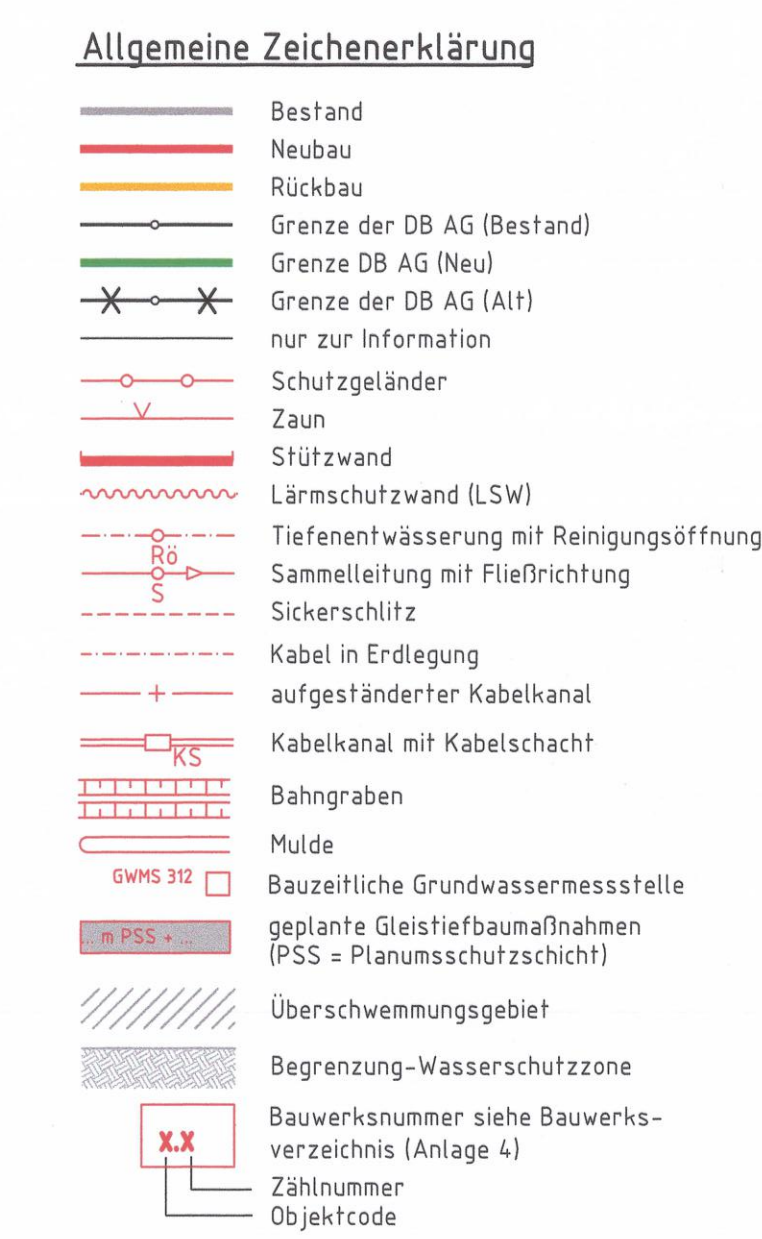 Allgemeine Zeichenerklärung
Bestand
Neubau
Rückbau
Grenze der DB AG (Bestand)
Grenze DB AG (Neu)
Grenze der DB AG (Alt)
nur zur Information
Schutzgeländer
Zaun
Stützwand
Lärmschutzwand (LSW)
Tiefenentwässerung mit Reinigungsöffnung
Rö
Sammelleitung mit Fließrichtung
S
Sickerschlitz
Kabel in Erdlegung
aufgeständerter Kabelkanal
Kabelkanal mit Kabelschacht
KS
Bahngraben
Mulde
GWMS 312 Bauzeitliche Grundwassermessstelle
geplante Gleistiefbaumaßnahmen
... m PSS + ...
(PSS = Planumsschutzschicht)
Überschwemmungsgebiet
Begrenzung-Wasserschutzzone
Bauwerksnummer siehe Bauwerks-
X.X
verzeichnis (Anlage 4)
Zählnummer
Objektcode